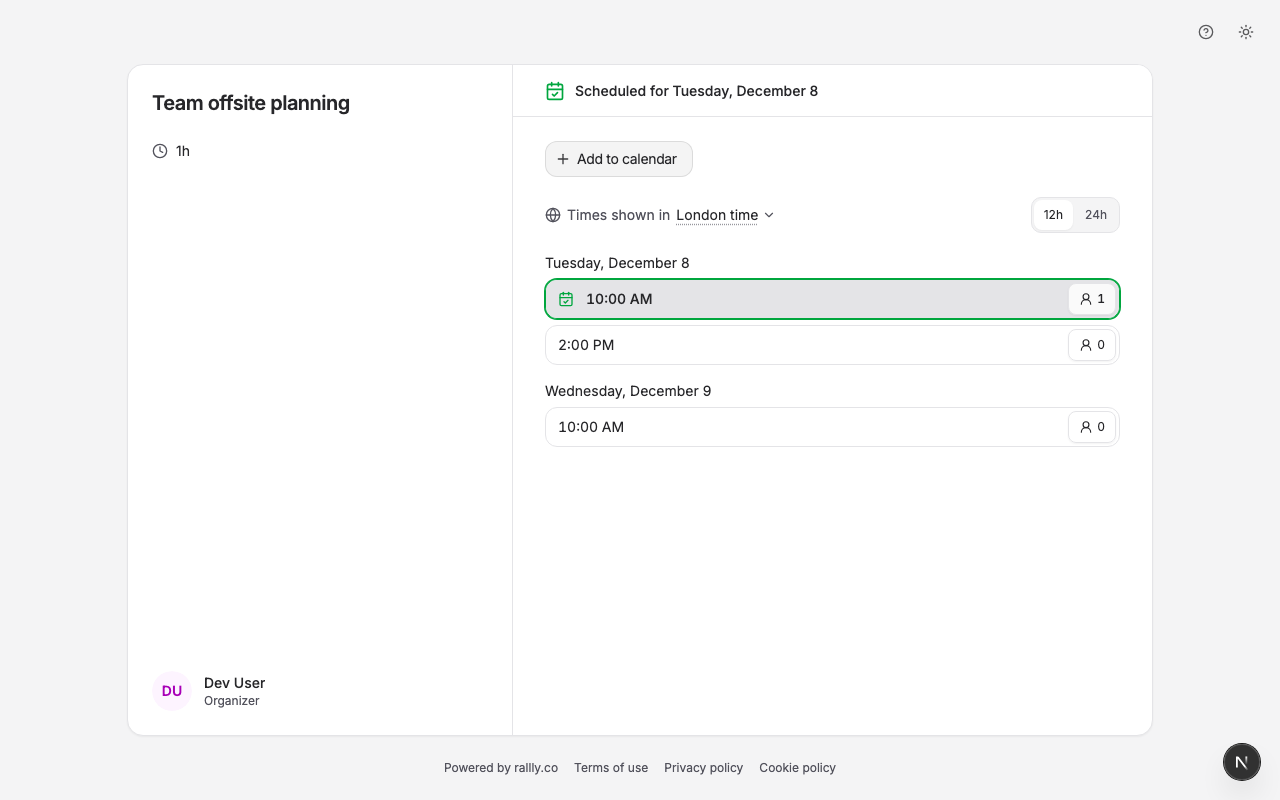 Team offsite planning
1h
Dev User
DU
Organizer
Scheduled for Tuesday, December 8
Add to calendar
Times shown in London time
12h 24h
Tuesday, December 8
10:00 AM 1
2:00 PM 0
Wednesday, December 9
10:00 AM 0
Powered by rallly.co Terms of use Privacy policy Cookie policy
N